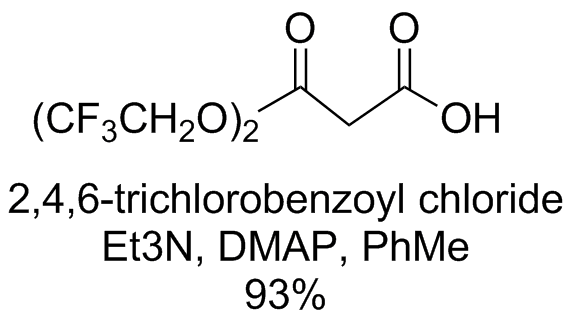 O O
(CF3CH2O)2 OH
2,4,6-trichlorobenzoyl chloride
Et3N, DMAP, PhMe
93%